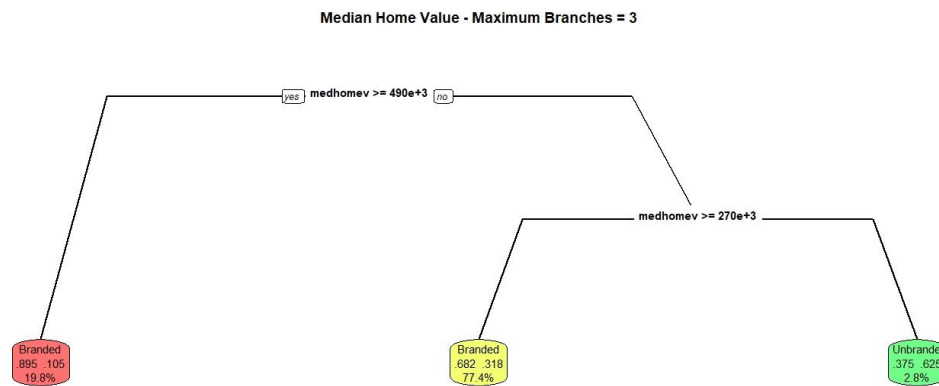 Median Home Value - Maximum Branches = 3
yes medhomev >= 490e+3 no
medhomev >= 270e+3
Branded
.895 .105
19.8%
Branded
.682 .318
77.4%
Unbrande
.375 .625
2.8%